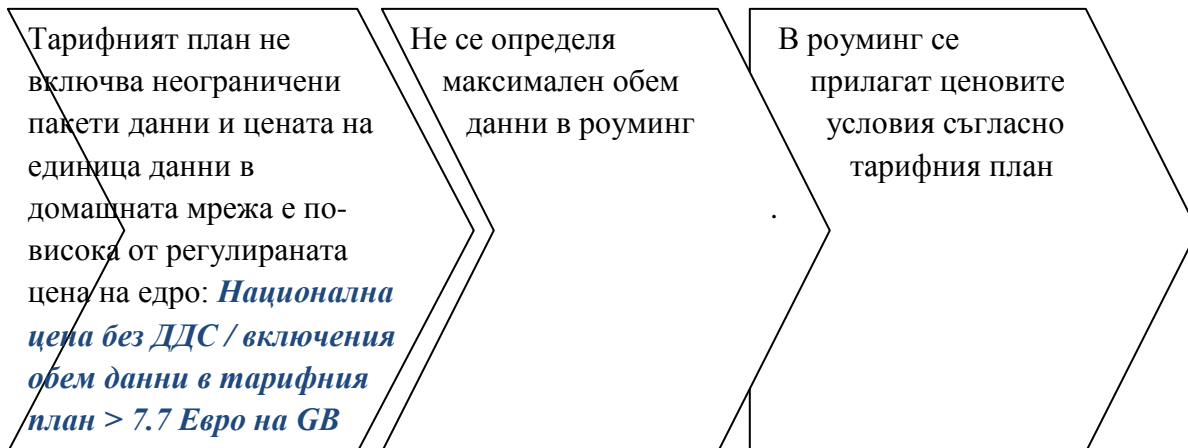 Тарифният план не
включва неограничени
пакети данни и цената на
единица данни в
домашната мрежа е по-
висока от регулираната
цена на едро: Национална
цена без ДДС / включения
обем данни в тарифния
план > 7.7 Евро на GB
Не се определя
максимален обем
данни в роуминг
.
В роуминг се
прилагат ценовите
условия съгласно
тарифния план